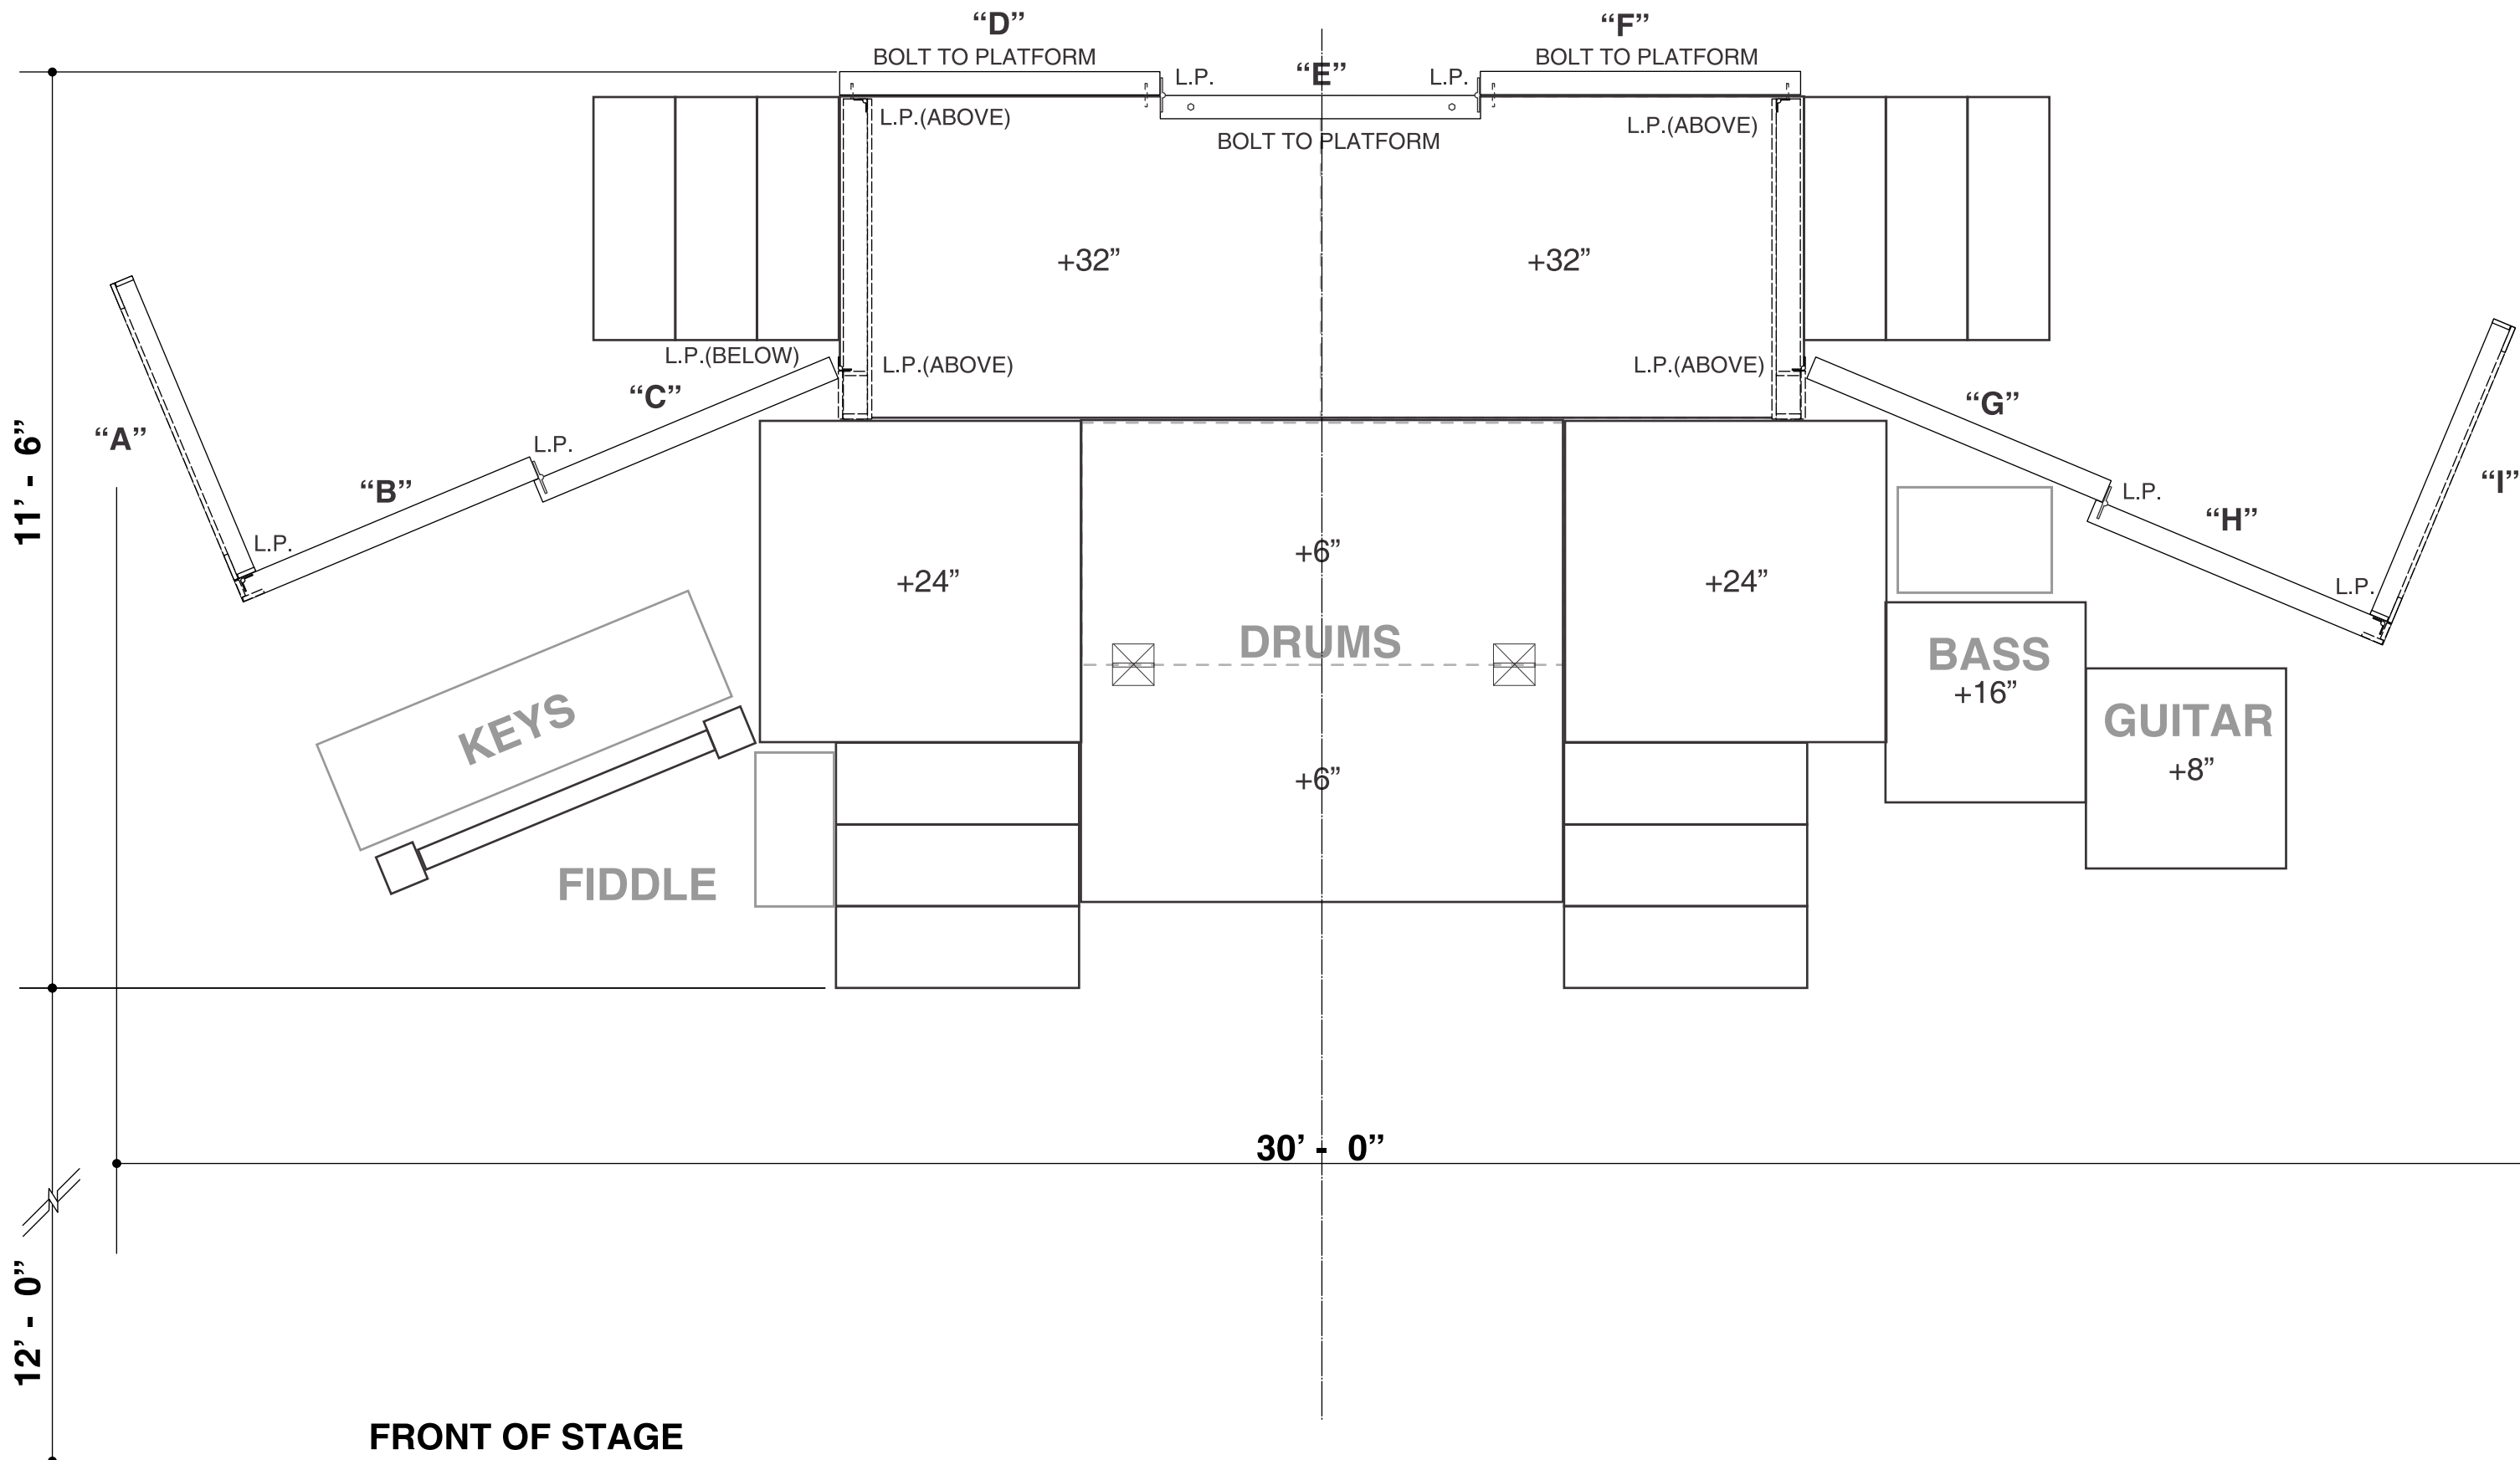 “D”
“F”
BOLT TO PLATFORM
BOLT TO PLATFORM
L.P.
“E”
L.P.
L.P.(ABOVE)
L.P.(ABOVE)
BOLT TO PLATFORM
+32”
+32”
L.P.(BELOW)
L.P.(ABOVE)
L.P.(ABOVE)
“C”
“G”
“A”
L.P.
11’ - 6”
“B”
L.P.
“I”
“H”
L.P.
+6”
+24”
+24”
L.P.
DRUMS
BASS
+16”
KEYS
GUITAR
+8”
+6”
FIDDLE
30’ - 0”
12’ - 0”
FRONT OF STAGE